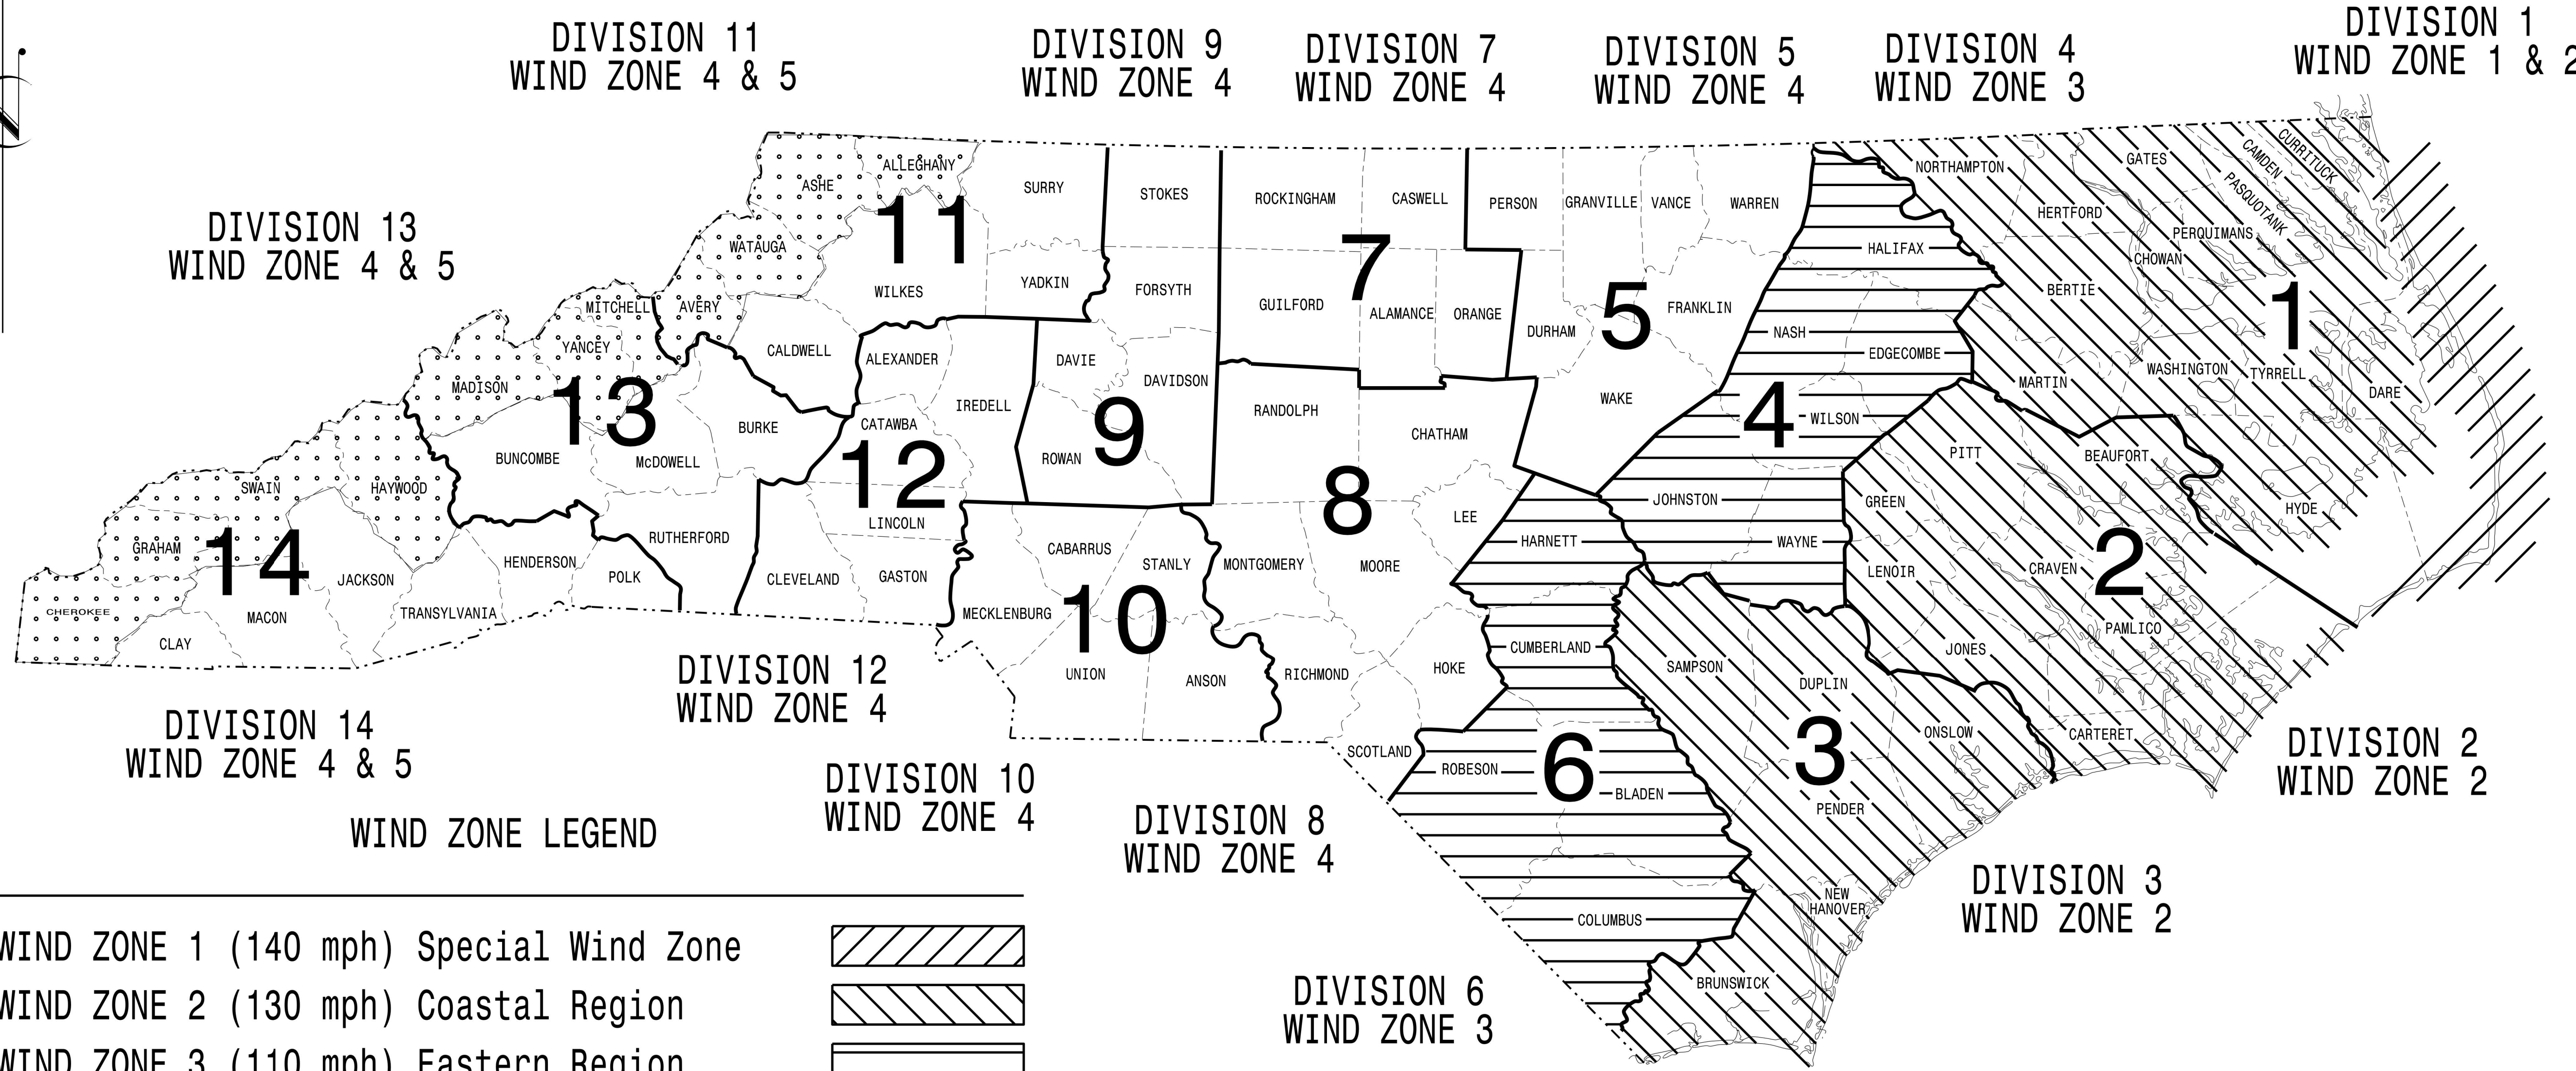 DIVISION 1
WIND ZONE 1 & 2
DIVISION 11
WIND ZONE 4 & 5
DIVISION 9
WIND ZONE 4
DIVISION 7
WIND ZONE 4
DIVISION 5
WIND ZONE 4
DIVISION 4
WIND ZONE 3
DIVISION 13
WIND ZONE 4 & 5
ALLEGHANY
ASHE
SURRY
STOKES
ROCKINGHAM
CASWELL
PERSON
GRANVILLE
VANCE
WARREN
NORTHAMPTON
GATES
CAMDEN
CURRITUCK
PASQUOTANK
HERTFORD
PERQUIMANS
CHOWAN
HALIFAX
WATAUGA
11
WILKES
YADKIN
FORSYTH
7
GUILFORD
ALAMANCE
ORANGE
DURHAM
5
FRANKLIN
NASH
EDGECOMBE
BERTIE
1
MITCHELL
AVERY
YANCEY
CALDWELL
ALEXANDER
DAVIE
DAVIDSON
MADISON
13
IREDELL
RANDOLPH
WAKE
4
WILSON
MARTIN
WASHINGTON
TYRRELL
DARE
BUNCOMBE
McDOWELL
BURKE
CATAWBA
12
LINCOLN
ROWAN
9
CHATHAM
8
LEE
JOHNSTON
PITT
BEAUFORT
GREEN
HYDE
SWAIN
HAYWOOD
GRAHAM
14
JACKSON
HENDERSON
RUTHERFORD
POLK
CLEVELAND
GASTON
CABARRUS
STANLY
MONTGOMERY
MOORE
HARNETT
WAYNE
LENOIR
CRAVEN
2
CHEROKEE
MACON
CLAY
TRANSYLVANIA
MECKLENBURG
10
UNION
ANSON
RICHMOND
HOKE
SCOTLAND
CUMBERLAND
SAMPSON
DUPLIN
JONES
PAMLICO
ONSLOW
CARTERET
ROBESON
6
BLADEN
3
PENDER
COLUMBUS
NEW
HANOVER
BRUNSWICK
DIVISION 12
WIND ZONE 4
DIVISION 14
WIND ZONE 4 & 5
DIVISION 10
WIND ZONE 4
DIVISION 8
WIND ZONE 4
DIVISION 2
WIND ZONE 2
DIVISION 3
WIND ZONE 2
DIVISION 6
WIND ZONE 3
WIND ZONE LEGEND
WIND ZONE 1 (140 mph) Special Wind Zone
WIND ZONE 2 (130 mph) Coastal Region
WIND ZONE 3 (110 mph) Eastern Region